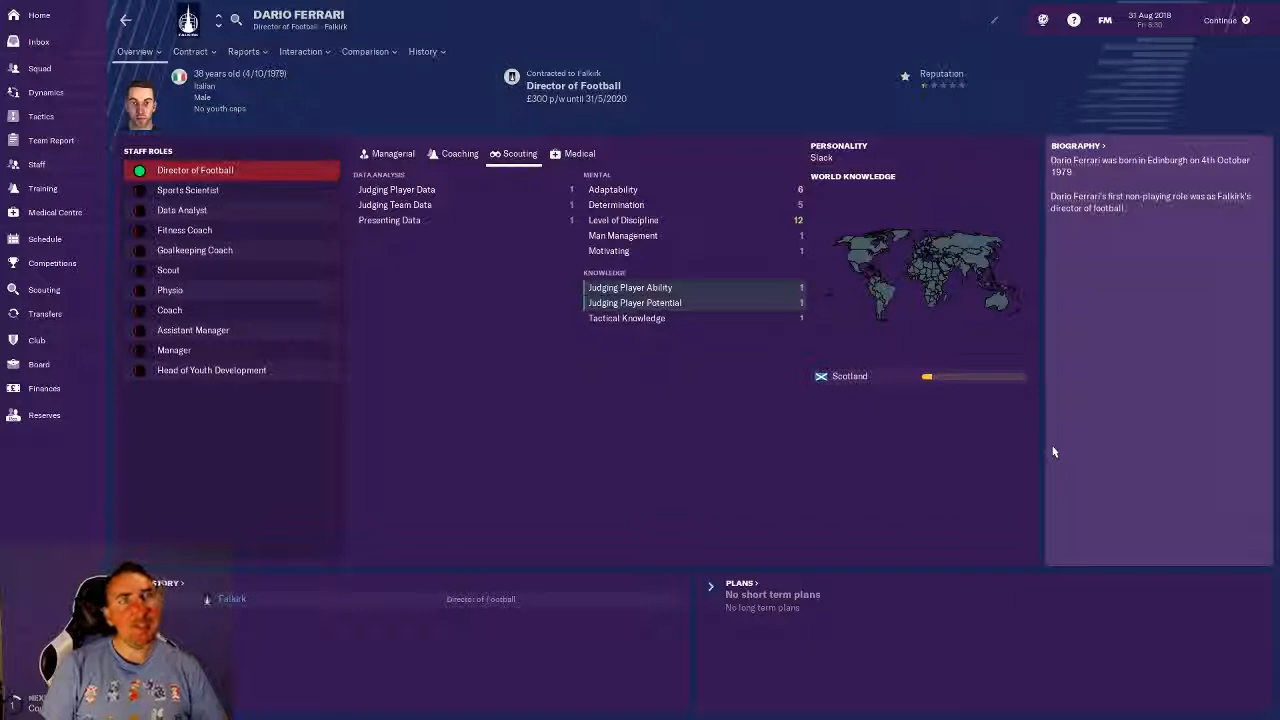 Home
Inbox
Squad
Dynamics
Tactics
Team Report
Staff
Training
Medical Centre
Schedule
Competitions
Scouting
Transfers
Club
Board
Finances
Reserves
DARIO FERRARI
Director of Football - Falkirk
FM
31 Aug 2018
Fri 6:30
Continue
Overview
Contract
Reports
Interaction
Comparison
History
38 years old (4/10/1979)
Italian
Male
No youth caps
Contracted to Falkirk
Director of Football
£300 p/w until 31/5/2020
Reputation
STAFF ROLES
Director of Football
Sports Scientist
Data Analyst
Fitness Coach
Goalkeeping Coach
Scout
Physio
Coach
Assistant Manager
Manager
Head of Youth Development
Managerial
Coaching
Scouting
Medical
DATA ANALYSIS
Judging Player Data 1
Judging Team Data 1
Presenting Data 1
MENTAL
Adaptability 6
Determination 5
Level of Discipline 12
Man Management 1
Motivating 1
KNOWLEDGE
Judging Player Ability 1
Judging Player Potential 1
Tactical Knowledge 1
PERSONALITY
Slack
WORLD KNOWLEDGE
Scotland
BIOGRAPHY >
Dario Ferrari was born in Edinburgh on 4th October
1979.
Dario Ferrari's first non-playing role was as Falkirk's
director of football.
STORY >
Falkirk Director of Football
PLANS >
No short term plans
No long term plans
1